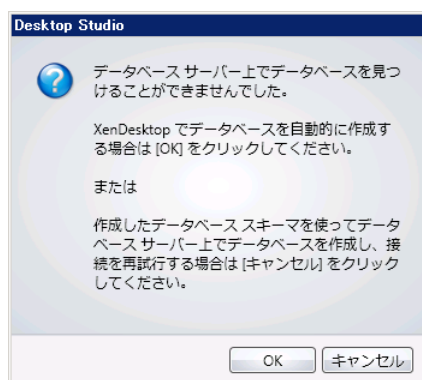 Desktop Studio
データベース サーバー上でデータベースを見つ
けることができませんでした。
XenDesktop でデータベースを自動的に作成す
る場合は [OK] をクリックしてください。
または
作成したデータベース スキーマを使ってデータ
ベース サーバー上でデータベースを作成し、接
続を再試行する場合は [キャンセル] をクリック
してください。
OK
キャンセル